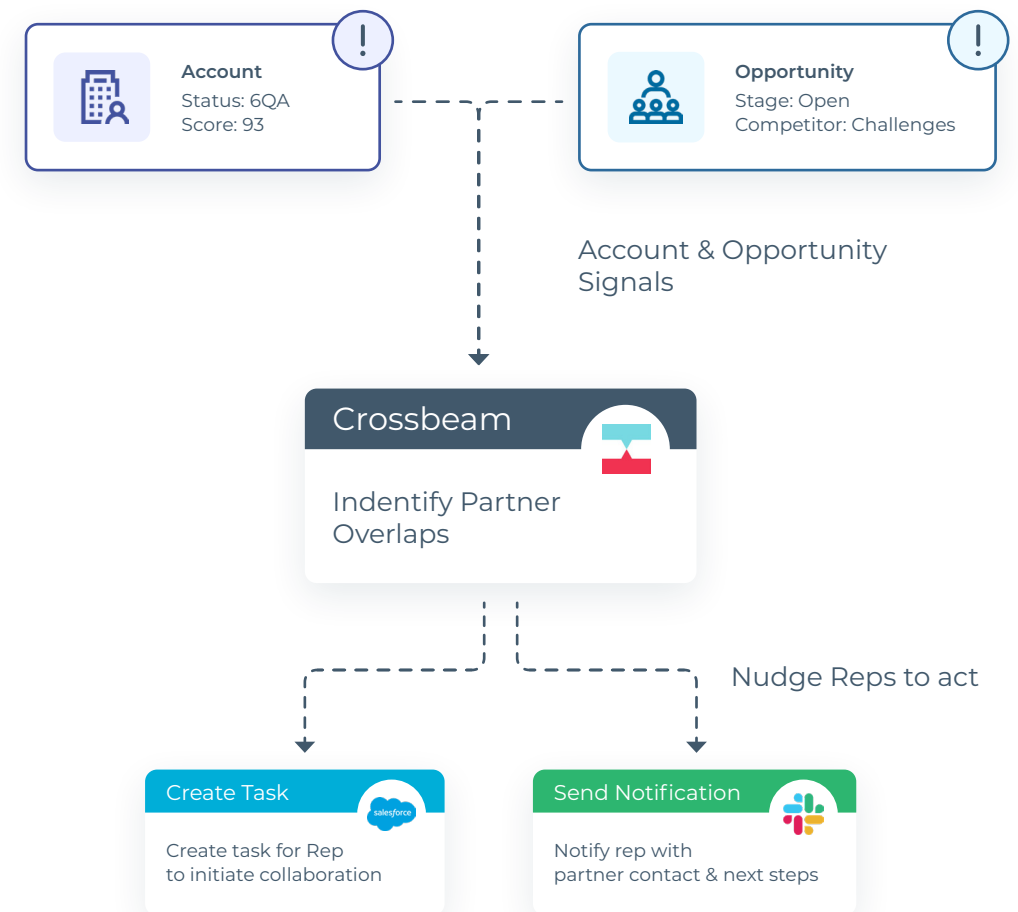 !
Account
Status: 6QA
Score: 93
!
Opportunity
Stage: Open
Competitor: Challenges
Account & Opportunity
Signals
Crossbeam
Indentify Partner
Overlaps
Nudge Reps to act
Create Task
salesforce
Create task for Rep
to initiate collaboration
Send Notification
Notify rep with
partner contact & next steps